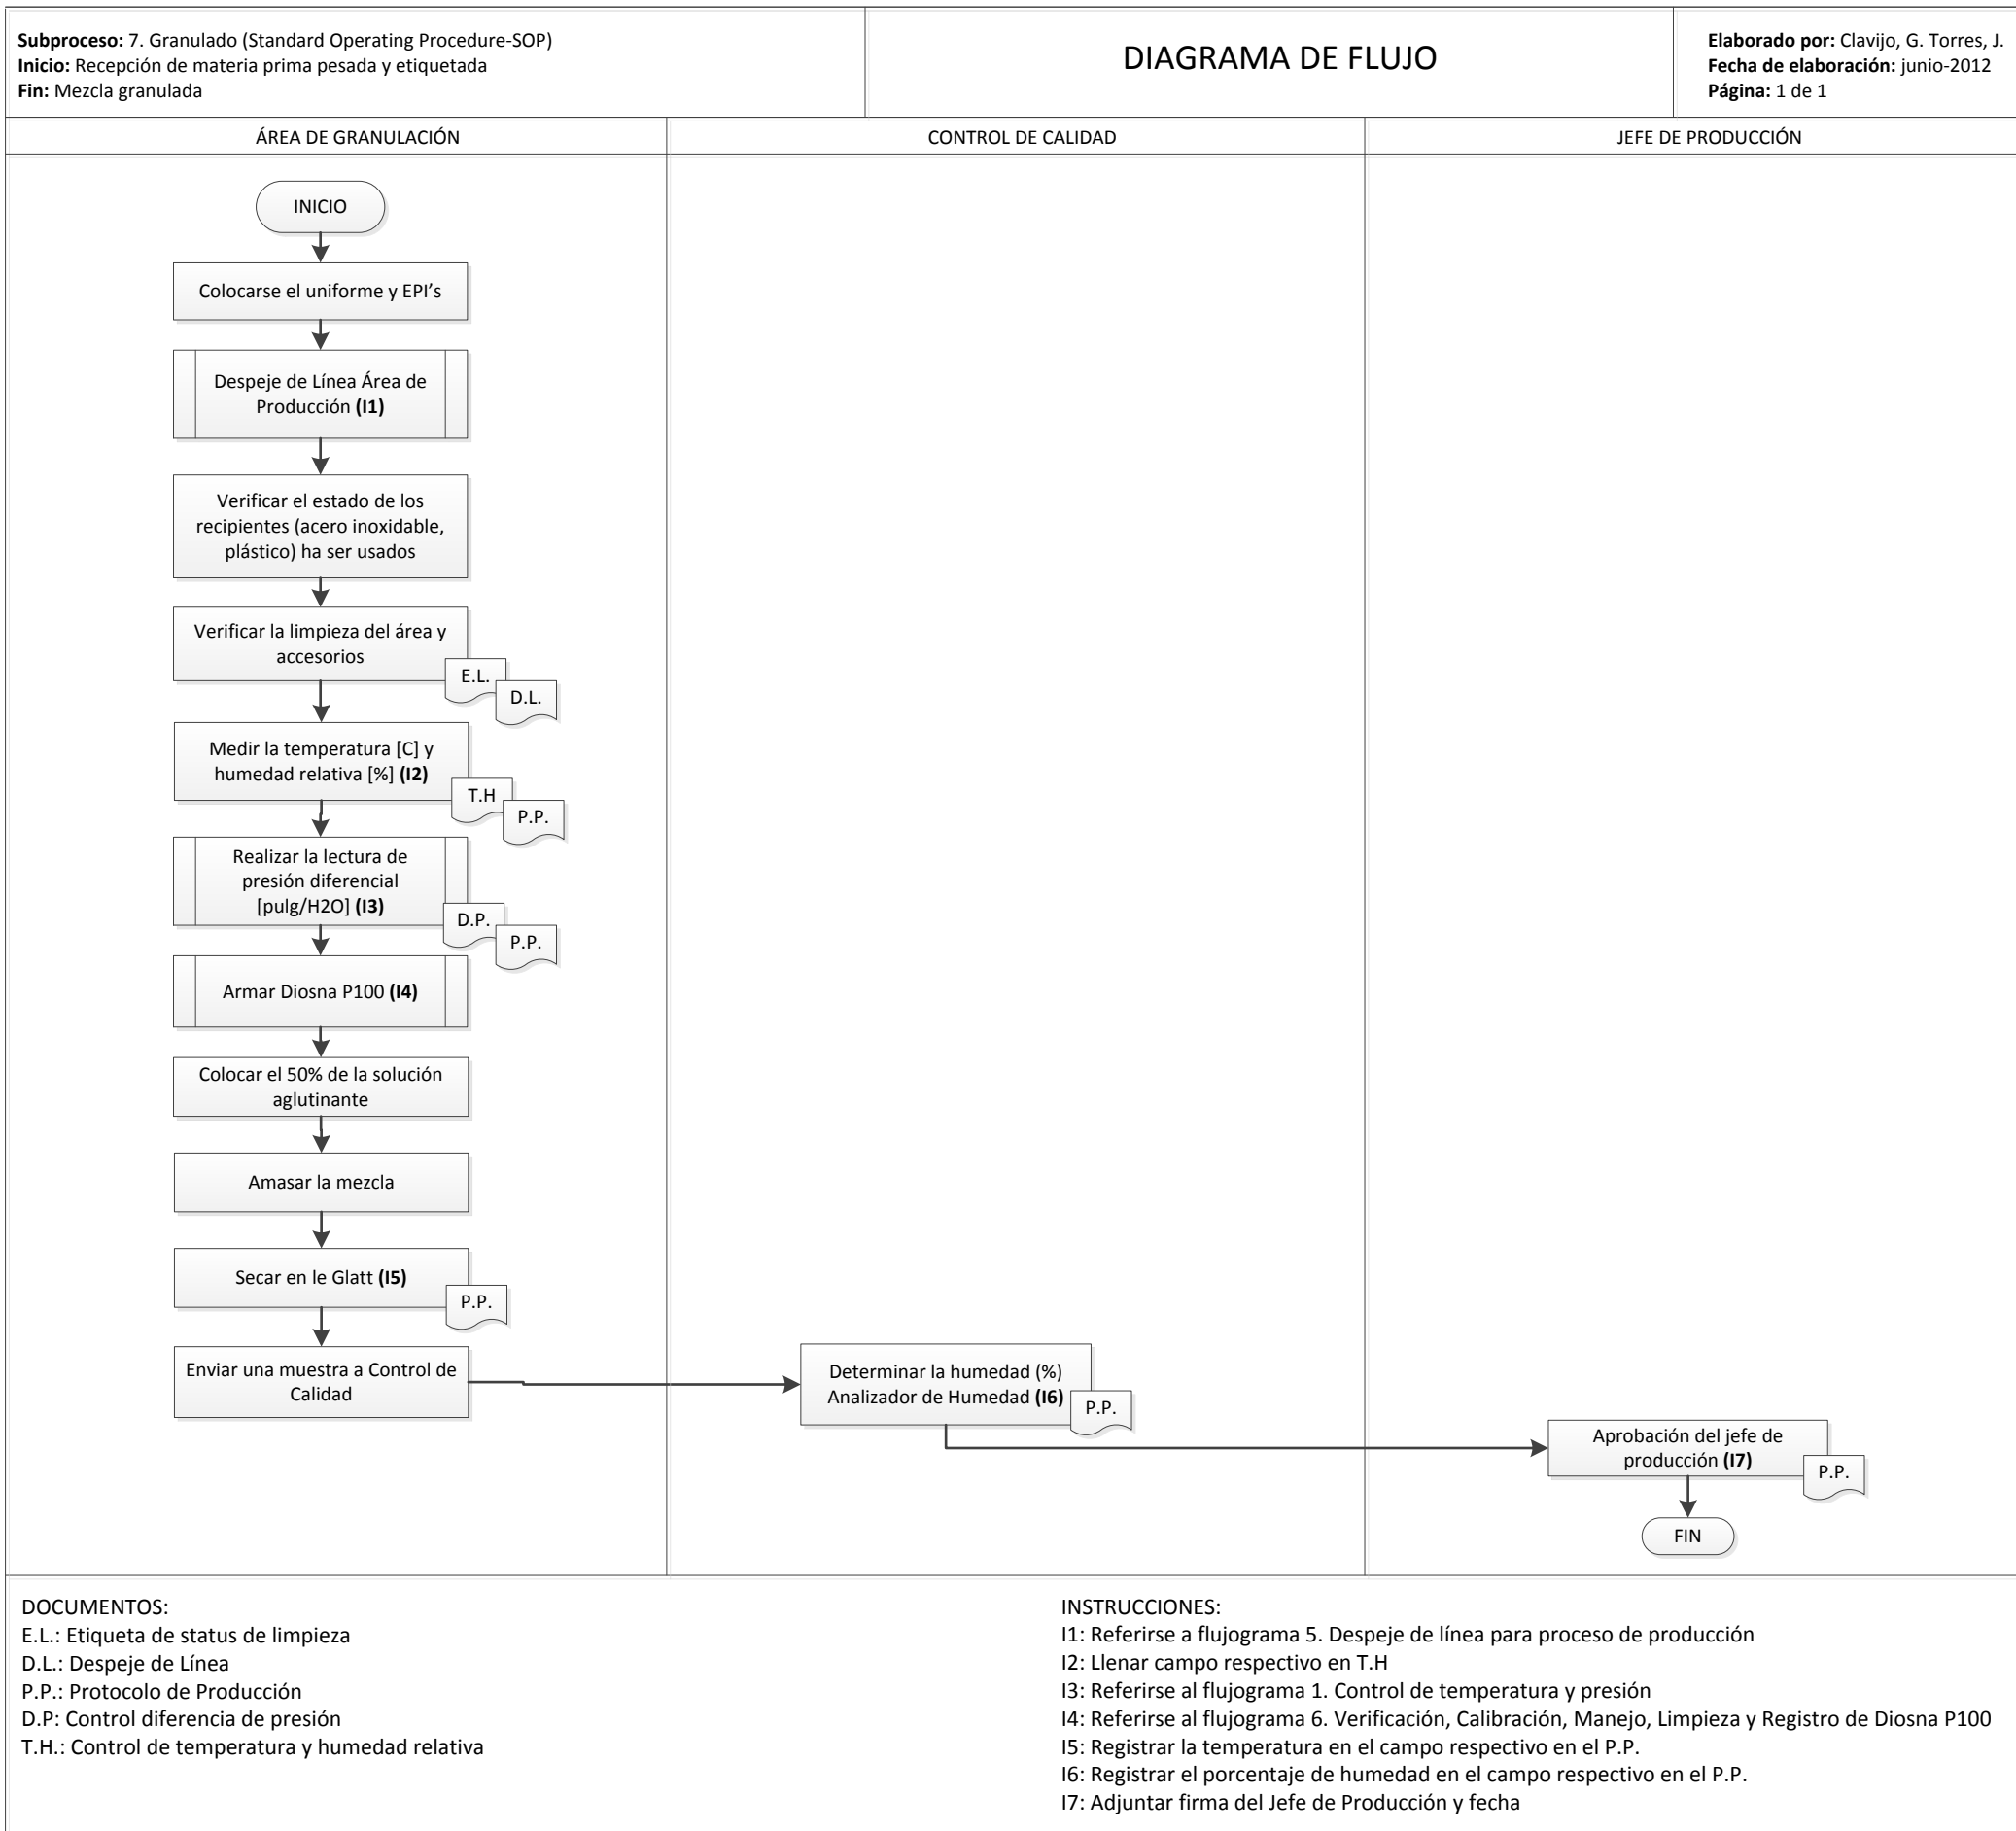 Subproceso: 7. Granulado (Standard Operating Procedure-SOP)
Inicio: Recepción de materia prima pesada y etiquetada
Fin: Mezcla granulada
DIAGRAMA DE FLUJO
Elaborado por: Clavijo, G. Torres, J.
Fecha de elaboración: junio-2012
Página: 1 de 1
ÁREA DE GRANULACIÓN
CONTROL DE CALIDAD
JEFE DE PRODUCCIÓN
INICIO
Colocarse el uniforme y EPI’s
Despeje de Línea Área de
Producción (I1)
Verificar el estado de los
recipientes (acero inoxidable,
plástico) ha ser usados
Verificar la limpieza del área y
accesorios
E.L.
D.L.
Medir la temperatura [C] y
humedad relativa [%] (I2)
T.H
P.P.
Realizar la lectura de
presión diferencial
[pulg/H2O] (I3)
D.P.
P.P.
Armar Diosna P100 (I4)
Colocar el 50% de la solución
aglutinante
Amasar la mezcla
Secar en le Glatt (I5)
P.P.
Enviar una muestra a Control de
Calidad
Determinar la humedad (%)
Analizador de Humedad (I6)
P.P.
Aprobación del jefe de
producción (I7)
P.P.
FIN
DOCUMENTOS:
E.L.: Etiqueta de status de limpieza
D.L.: Despeje de Línea
P.P.: Protocolo de Producción
D.P: Control diferencia de presión
T.H.: Control de temperatura y humedad relativa
INSTRUCCIONES:
I1: Referirse a flujograma 5. Despeje de línea para proceso de producción
I2: Llenar campo respectivo en T.H
I3: Referirse al flujograma 1. Control de temperatura y presión
I4: Referirse al flujograma 6. Verificación, Calibración, Manejo, Limpieza y Registro de Diosna P100
I5: Registrar la temperatura en el campo respectivo en el P.P.
I6: Registrar el porcentaje de humedad en el campo respectivo en el P.P.
I7: Adjuntar firma del Jefe de Producción y fecha